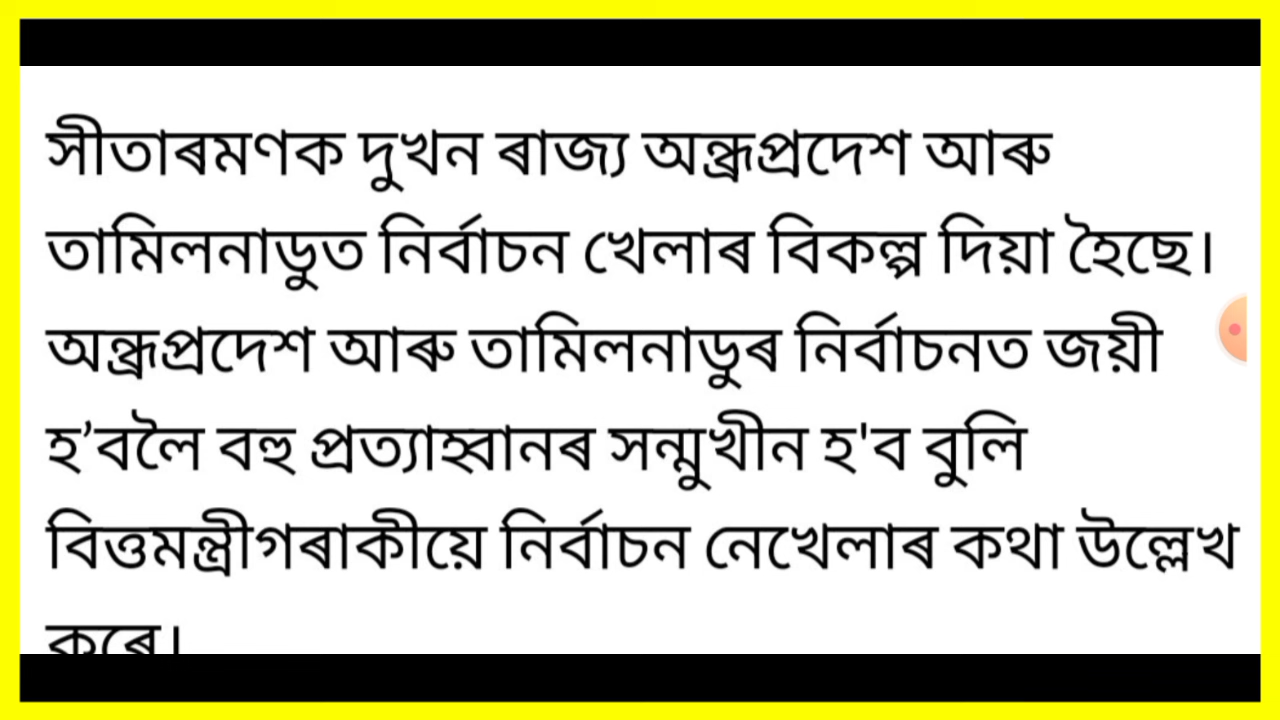 সীতাৰমণক দুখন ৰাজ্য অন্ধ্ৰপ্ৰদেশ আৰু
তামিলনাডুত নিৰ্বাচন খেলাৰ বিকল্প দিয়া হৈছে।
অন্ধ্ৰপ্ৰদেশ আৰু তামিলনাডুৰ নিৰ্বাচনত জয়ী
হ’বলৈ বহু প্ৰত্যাহ্বানৰ সন্মুখীন হ'ব বুলি
বিত্তমন্ত্ৰীগৰাকীয়ে নিৰ্বাচন নেখেলাৰ কথা উল্লেখ
কৰে।